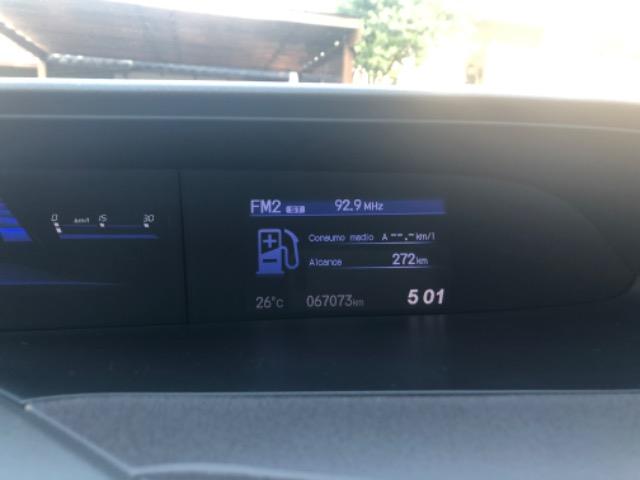 FM2 ST 92.9 MHz
0 km/l 15 30
Consumo medio A --.- km/l
Alcance 272 km
26°C 067073 km 5 01